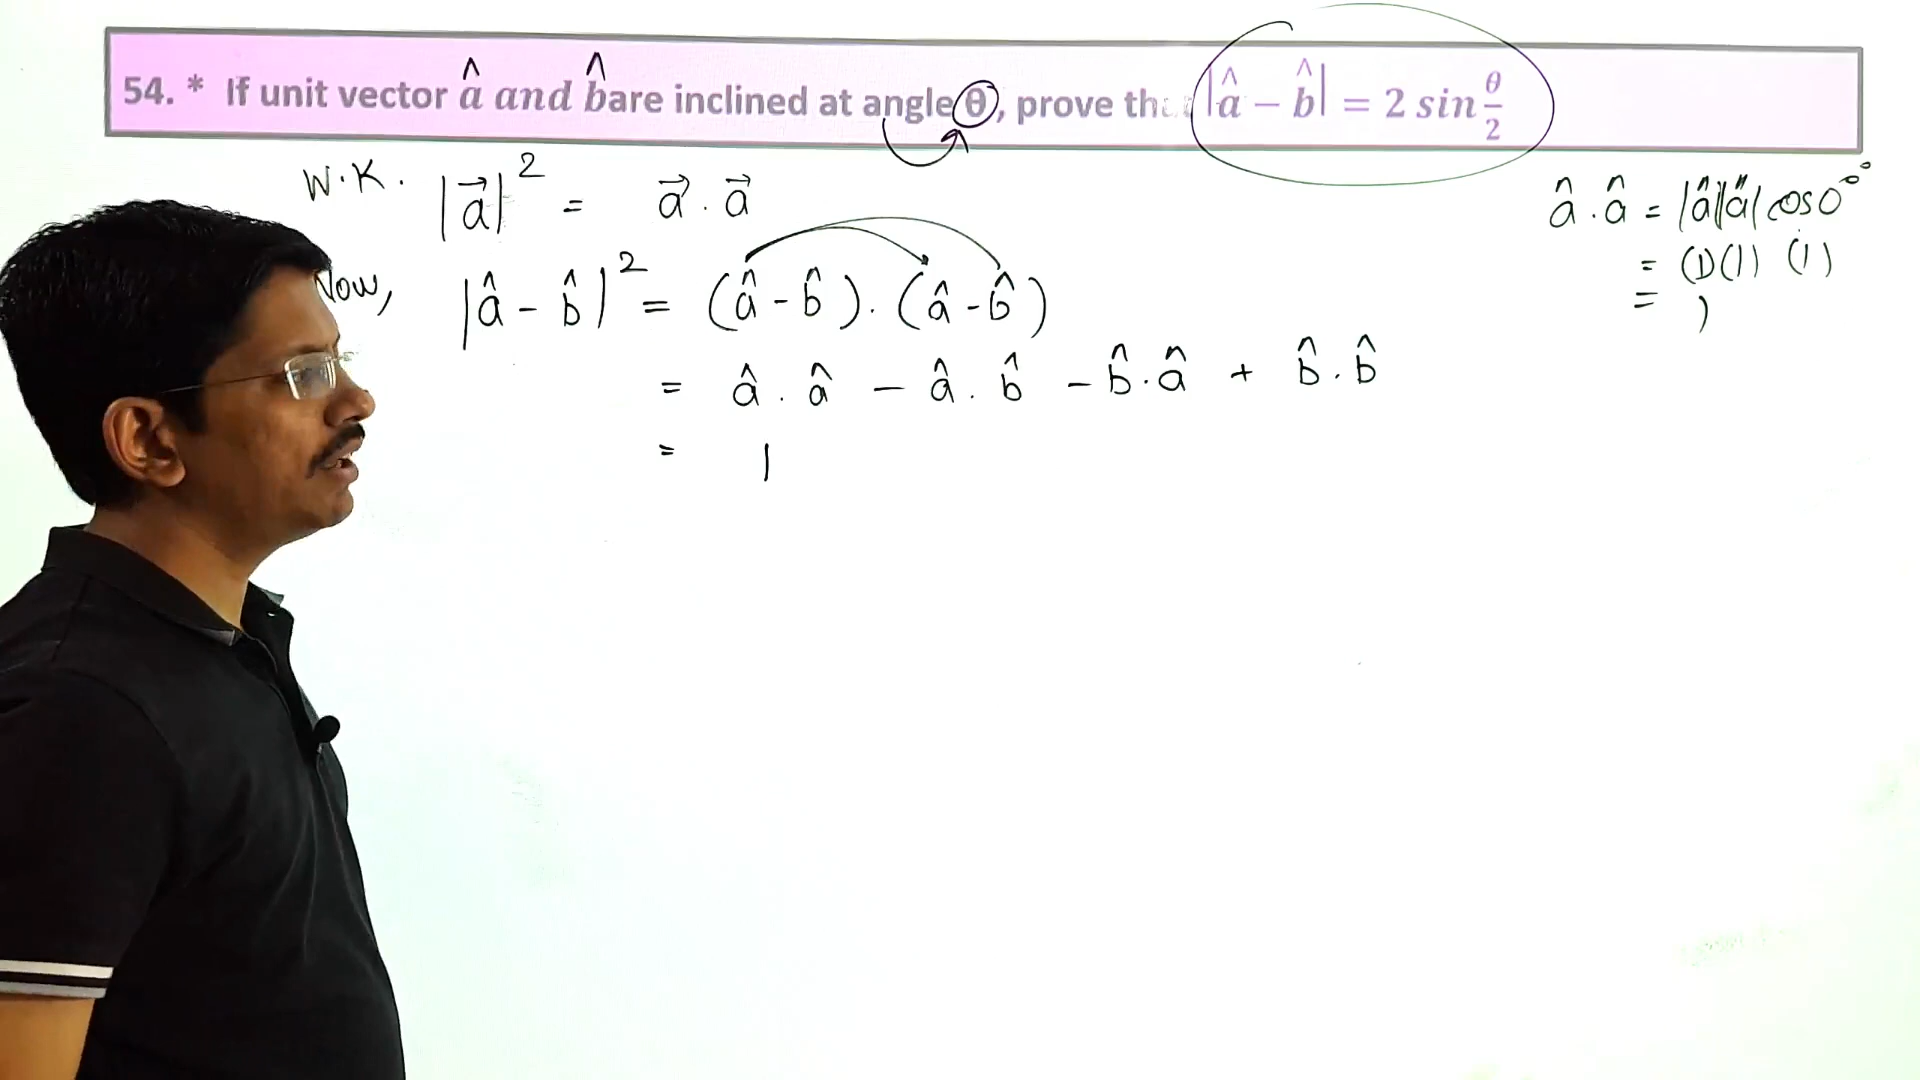 54. * If unit vector â and b̂are inclined at angle θ, prove th |â − b̂| = 2 sin θ/2
W.K. |a⃗|² = a⃗ . a⃗
Now, |â - b̂|² = (â - b̂) . (â - b̂)
= â . â − â . b̂ − b̂ . â + b̂ . b̂
= 1
â . â = |â||â| cos 0°
= (1)(1) (1)
= 1